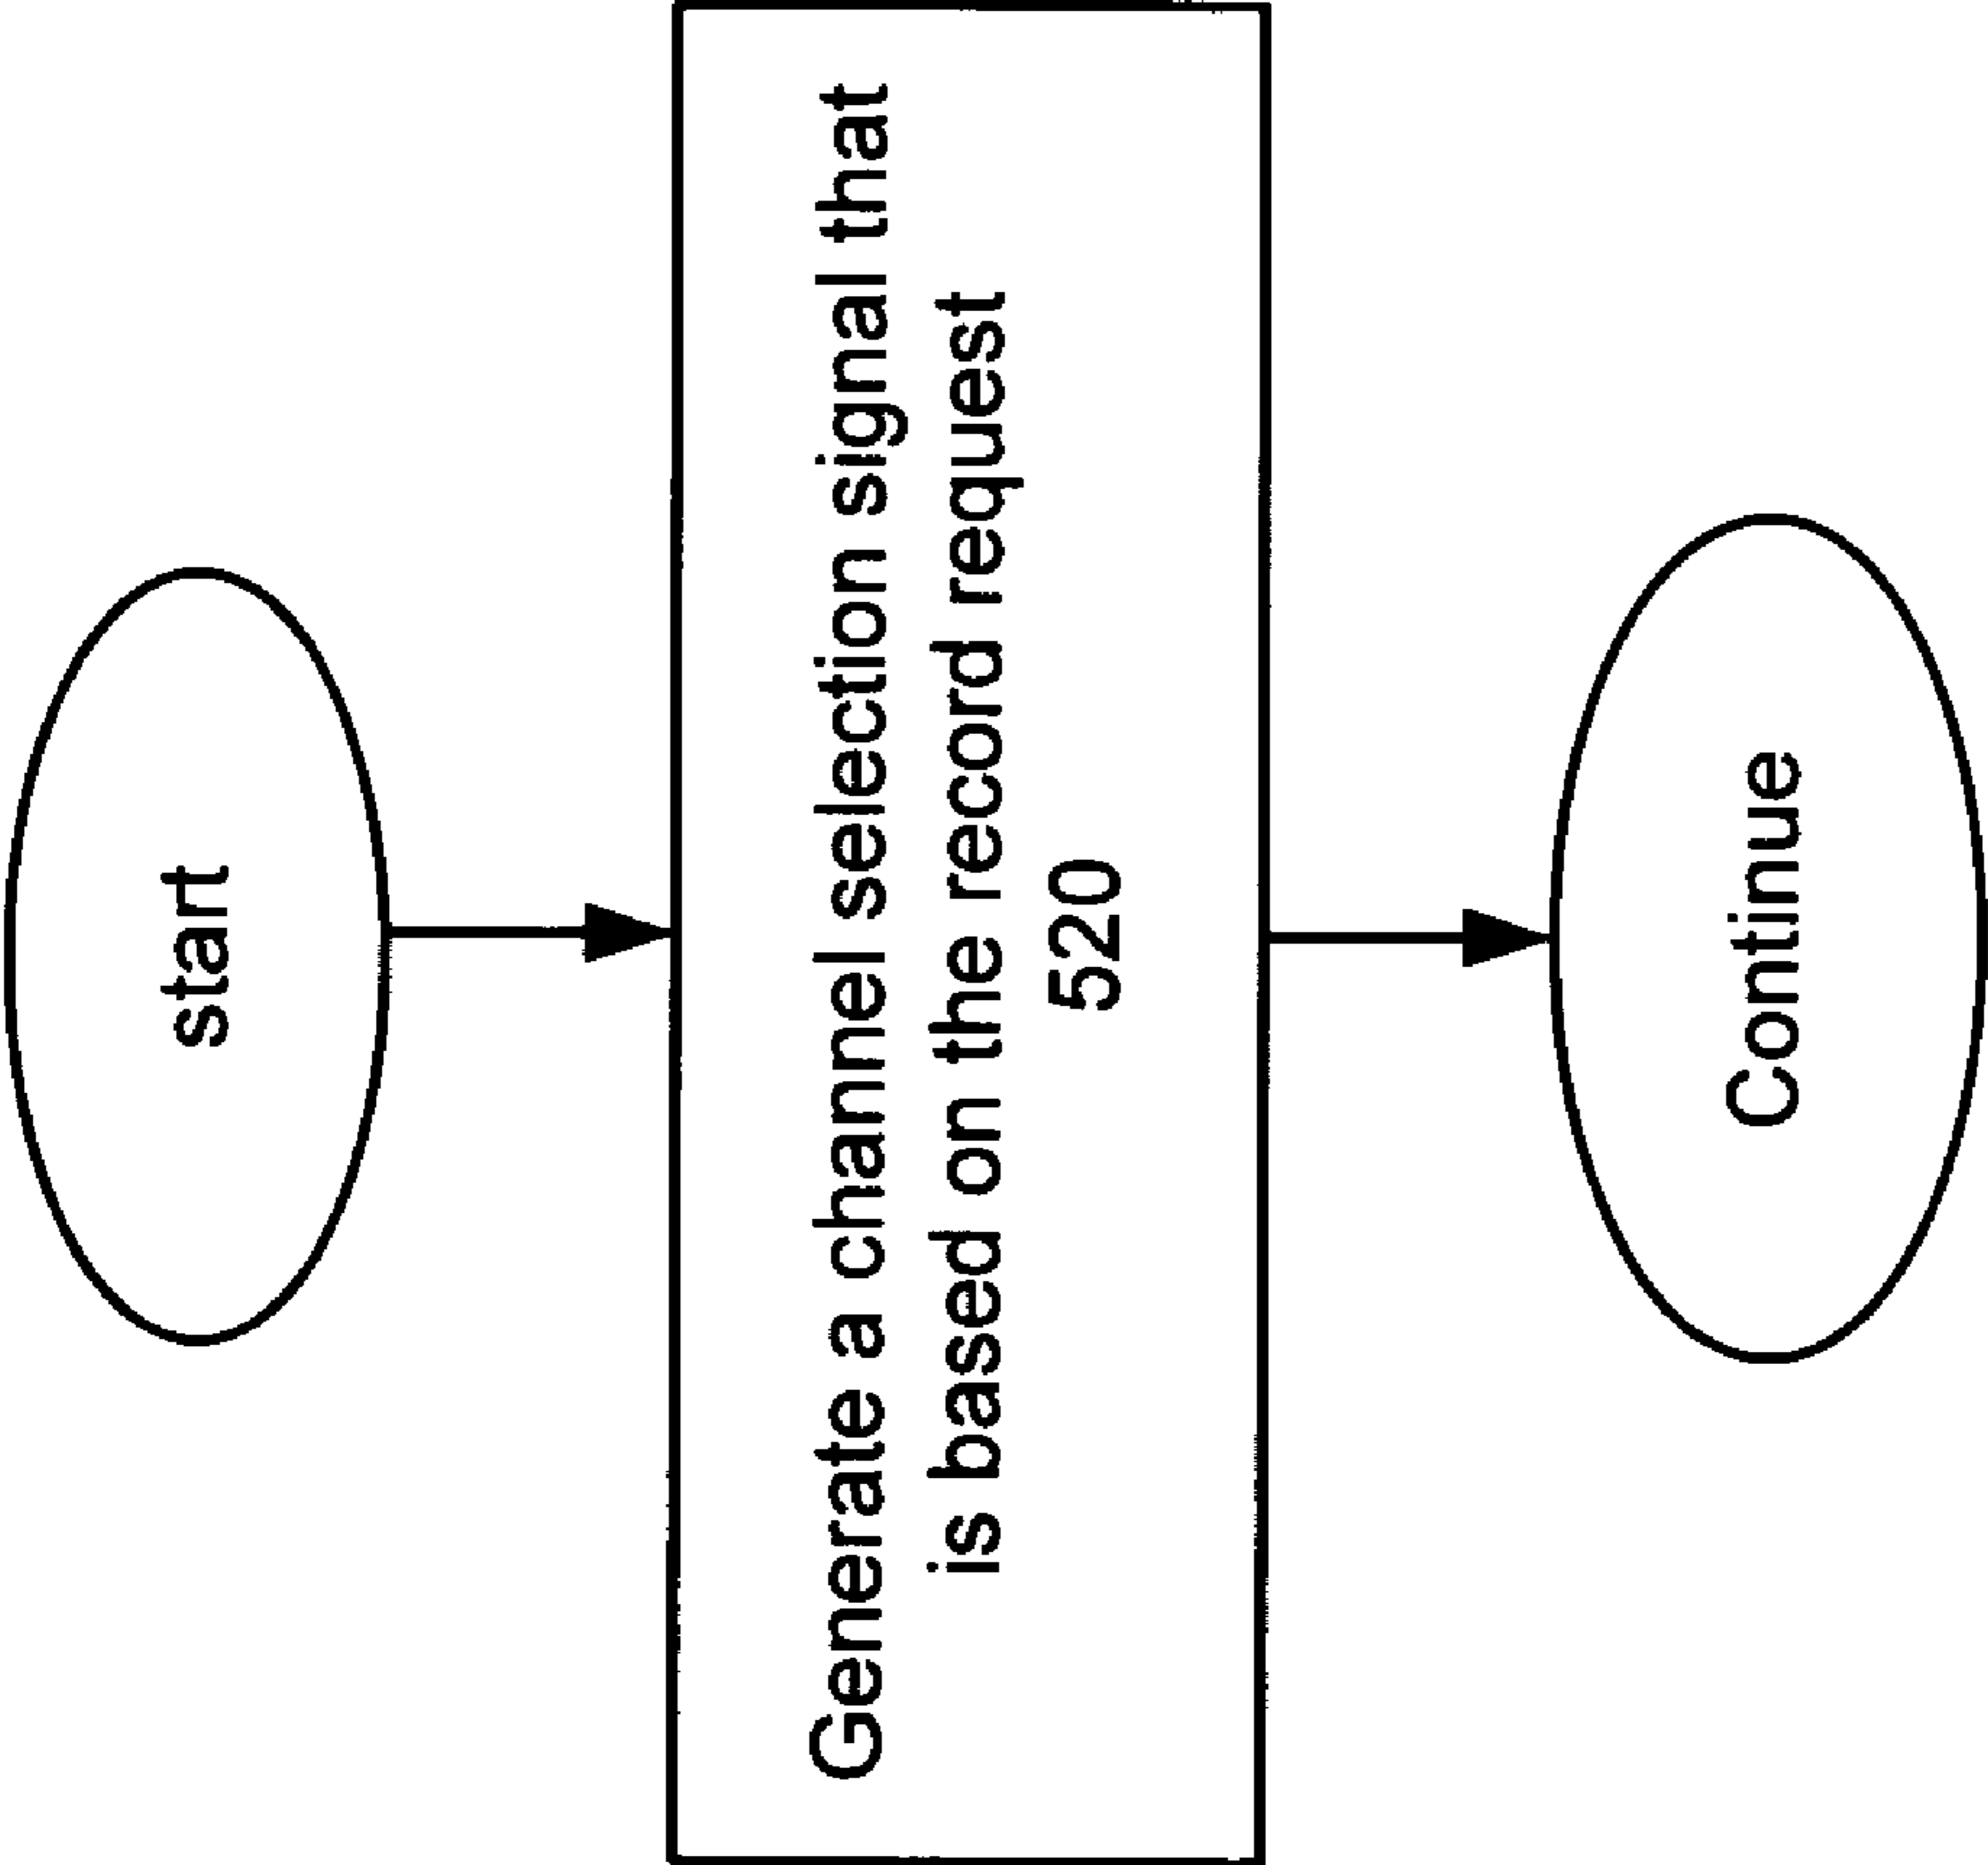 start
Generate a channel selection signal that
is based on the record request
520
Continue